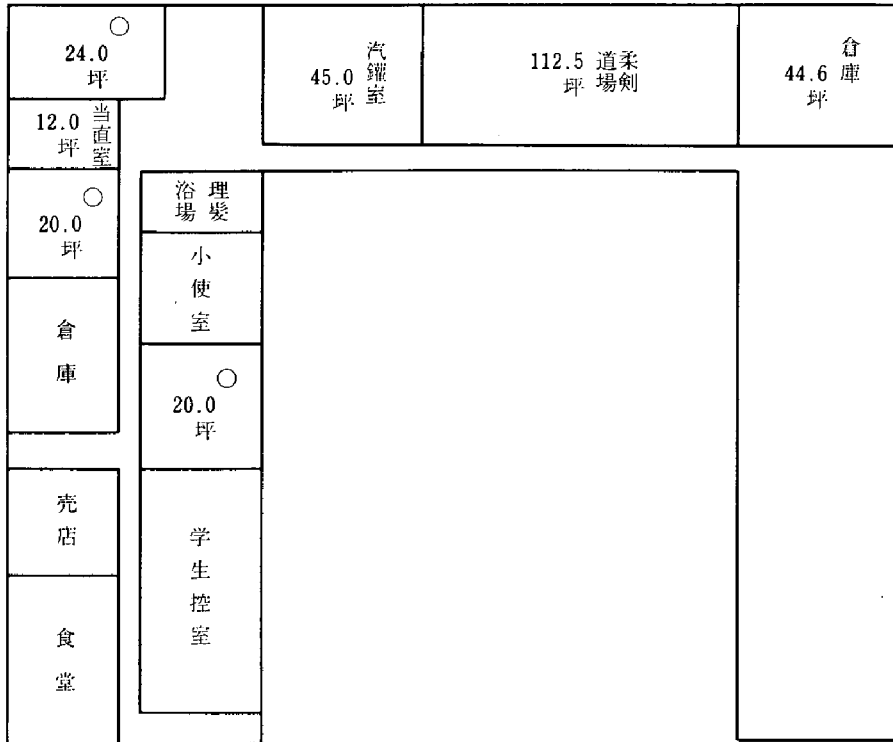 ○
24.0
坪
汽罐室
45.0
坪
柔剣
道場
112.5
坪
倉庫
44.6
坪
当直室
12.0
坪
○
20.0
坪
理髪
浴場
小使室
倉庫
○
20.0
坪
売店
学生控室
食堂